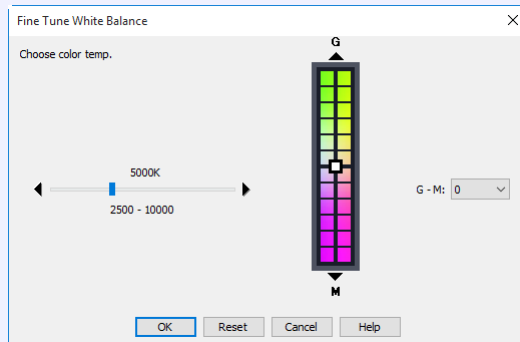 Fine Tune White Balance
Choose color temp.
G
5000K
2500 - 10000
G - M: 0
M
OK Reset Cancel Help